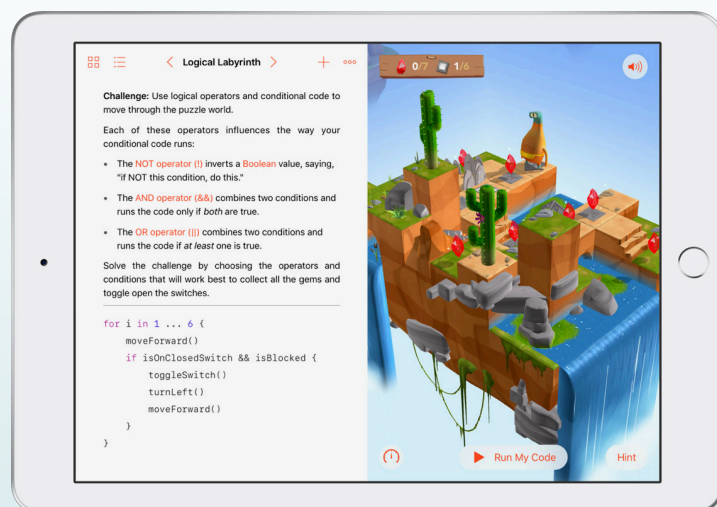 Logical Labyrinth
Challenge: Use logical operators and conditional code to
move through the puzzle world.
Each of these operators influences the way your
conditional code runs:
• The NOT operator (!) inverts a Boolean value, saying,
"if NOT this condition, do this."
• The AND operator (&&) combines two conditions and
runs the code only if both are true.
• The OR operator (||) combines two conditions and
runs the code if at least one is true.
Solve the challenge by choosing the operators and
conditions that will work best to collect all the gems and
toggle open the switches.
for i in 1 ... 6 {
moveForward()
if isOnClosedSwitch && isBlocked {
toggleSwitch()
turnLeft()
moveForward()
}
}
0/7 1/6
Run My Code
Hint